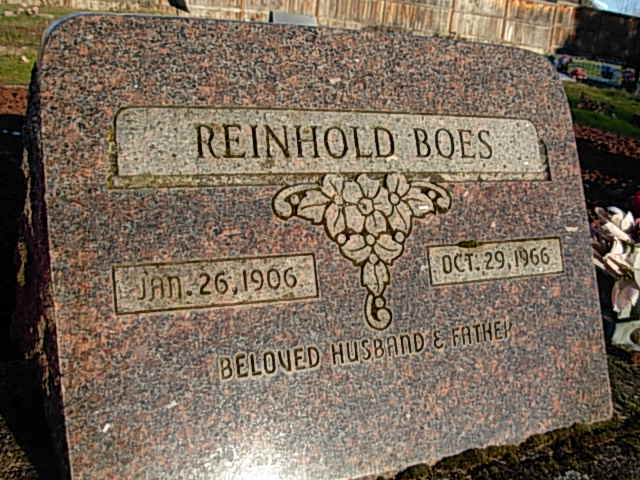 REINHOLD BOES
JAN. 26, 1906
OCT. 29, 1966
BELOVED HUSBAND & FATHER